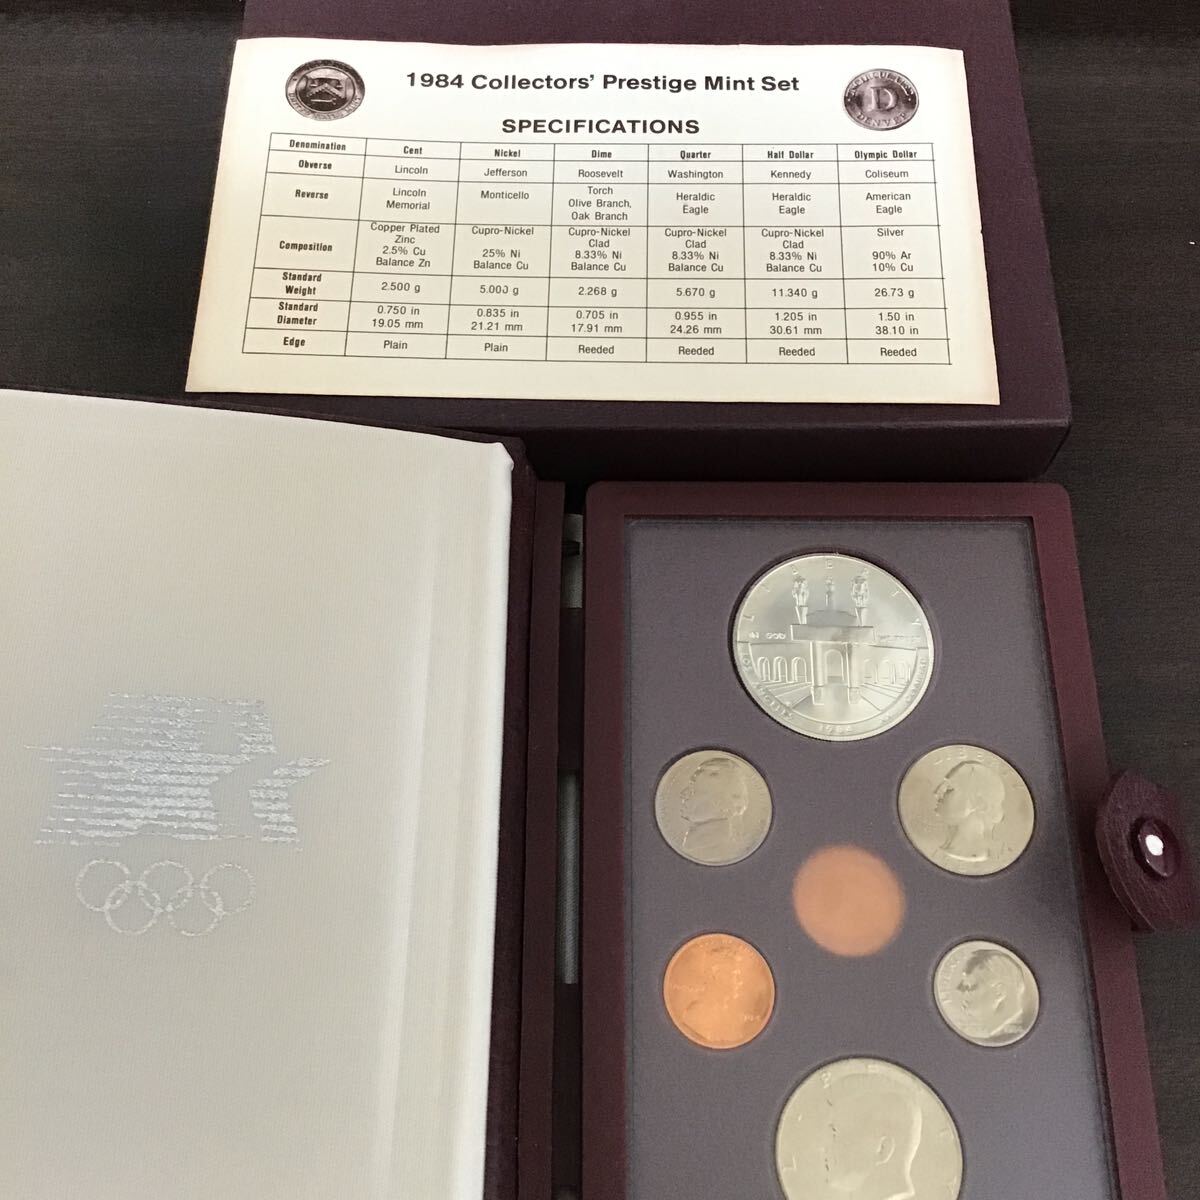 1984 Collectors' Prestige Mint Set
D
DENVER
SPECIFICATIONS
Denomination Cent Nickel Dime Quarter Half Dollar Olympic Dollar
Obverse Lincoln Jefferson Roosevelt Washington Kennedy Coliseum
Reverse Lincoln Memorial Monticello Torch Olive Branch, Oak Branch Heraldic Eagle Heraldic Eagle American Eagle
Composition Copper Plated Zinc 2.5% Cu Balance Zn Cupro-Nickel 25% Ni Balance Cu Cupro-Nickel Clad 8.33% Ni Balance Cu Cupro-Nickel Clad 8.33% Ni Balance Cu Cupro-Nickel Clad 8.33% Ni Balance Cu Silver 90% Ar 10% Cu
Standard Weight 2.500 g 5.000 g 2.268 g 5.670 g 11.340 g 26.73 g
Standard Diameter 0.750 in 19.05 mm 0.835 in 21.21 mm 0.705 in 17.91 mm 0.955 in 24.26 mm 1.205 in 30.61 mm 1.50 in 38.10 in
Edge Plain Plain Reeded Reeded Reeded Reeded
LIBERTY
IN GOD WE TRUST
LOS ANGELES
1984
LIBERTY